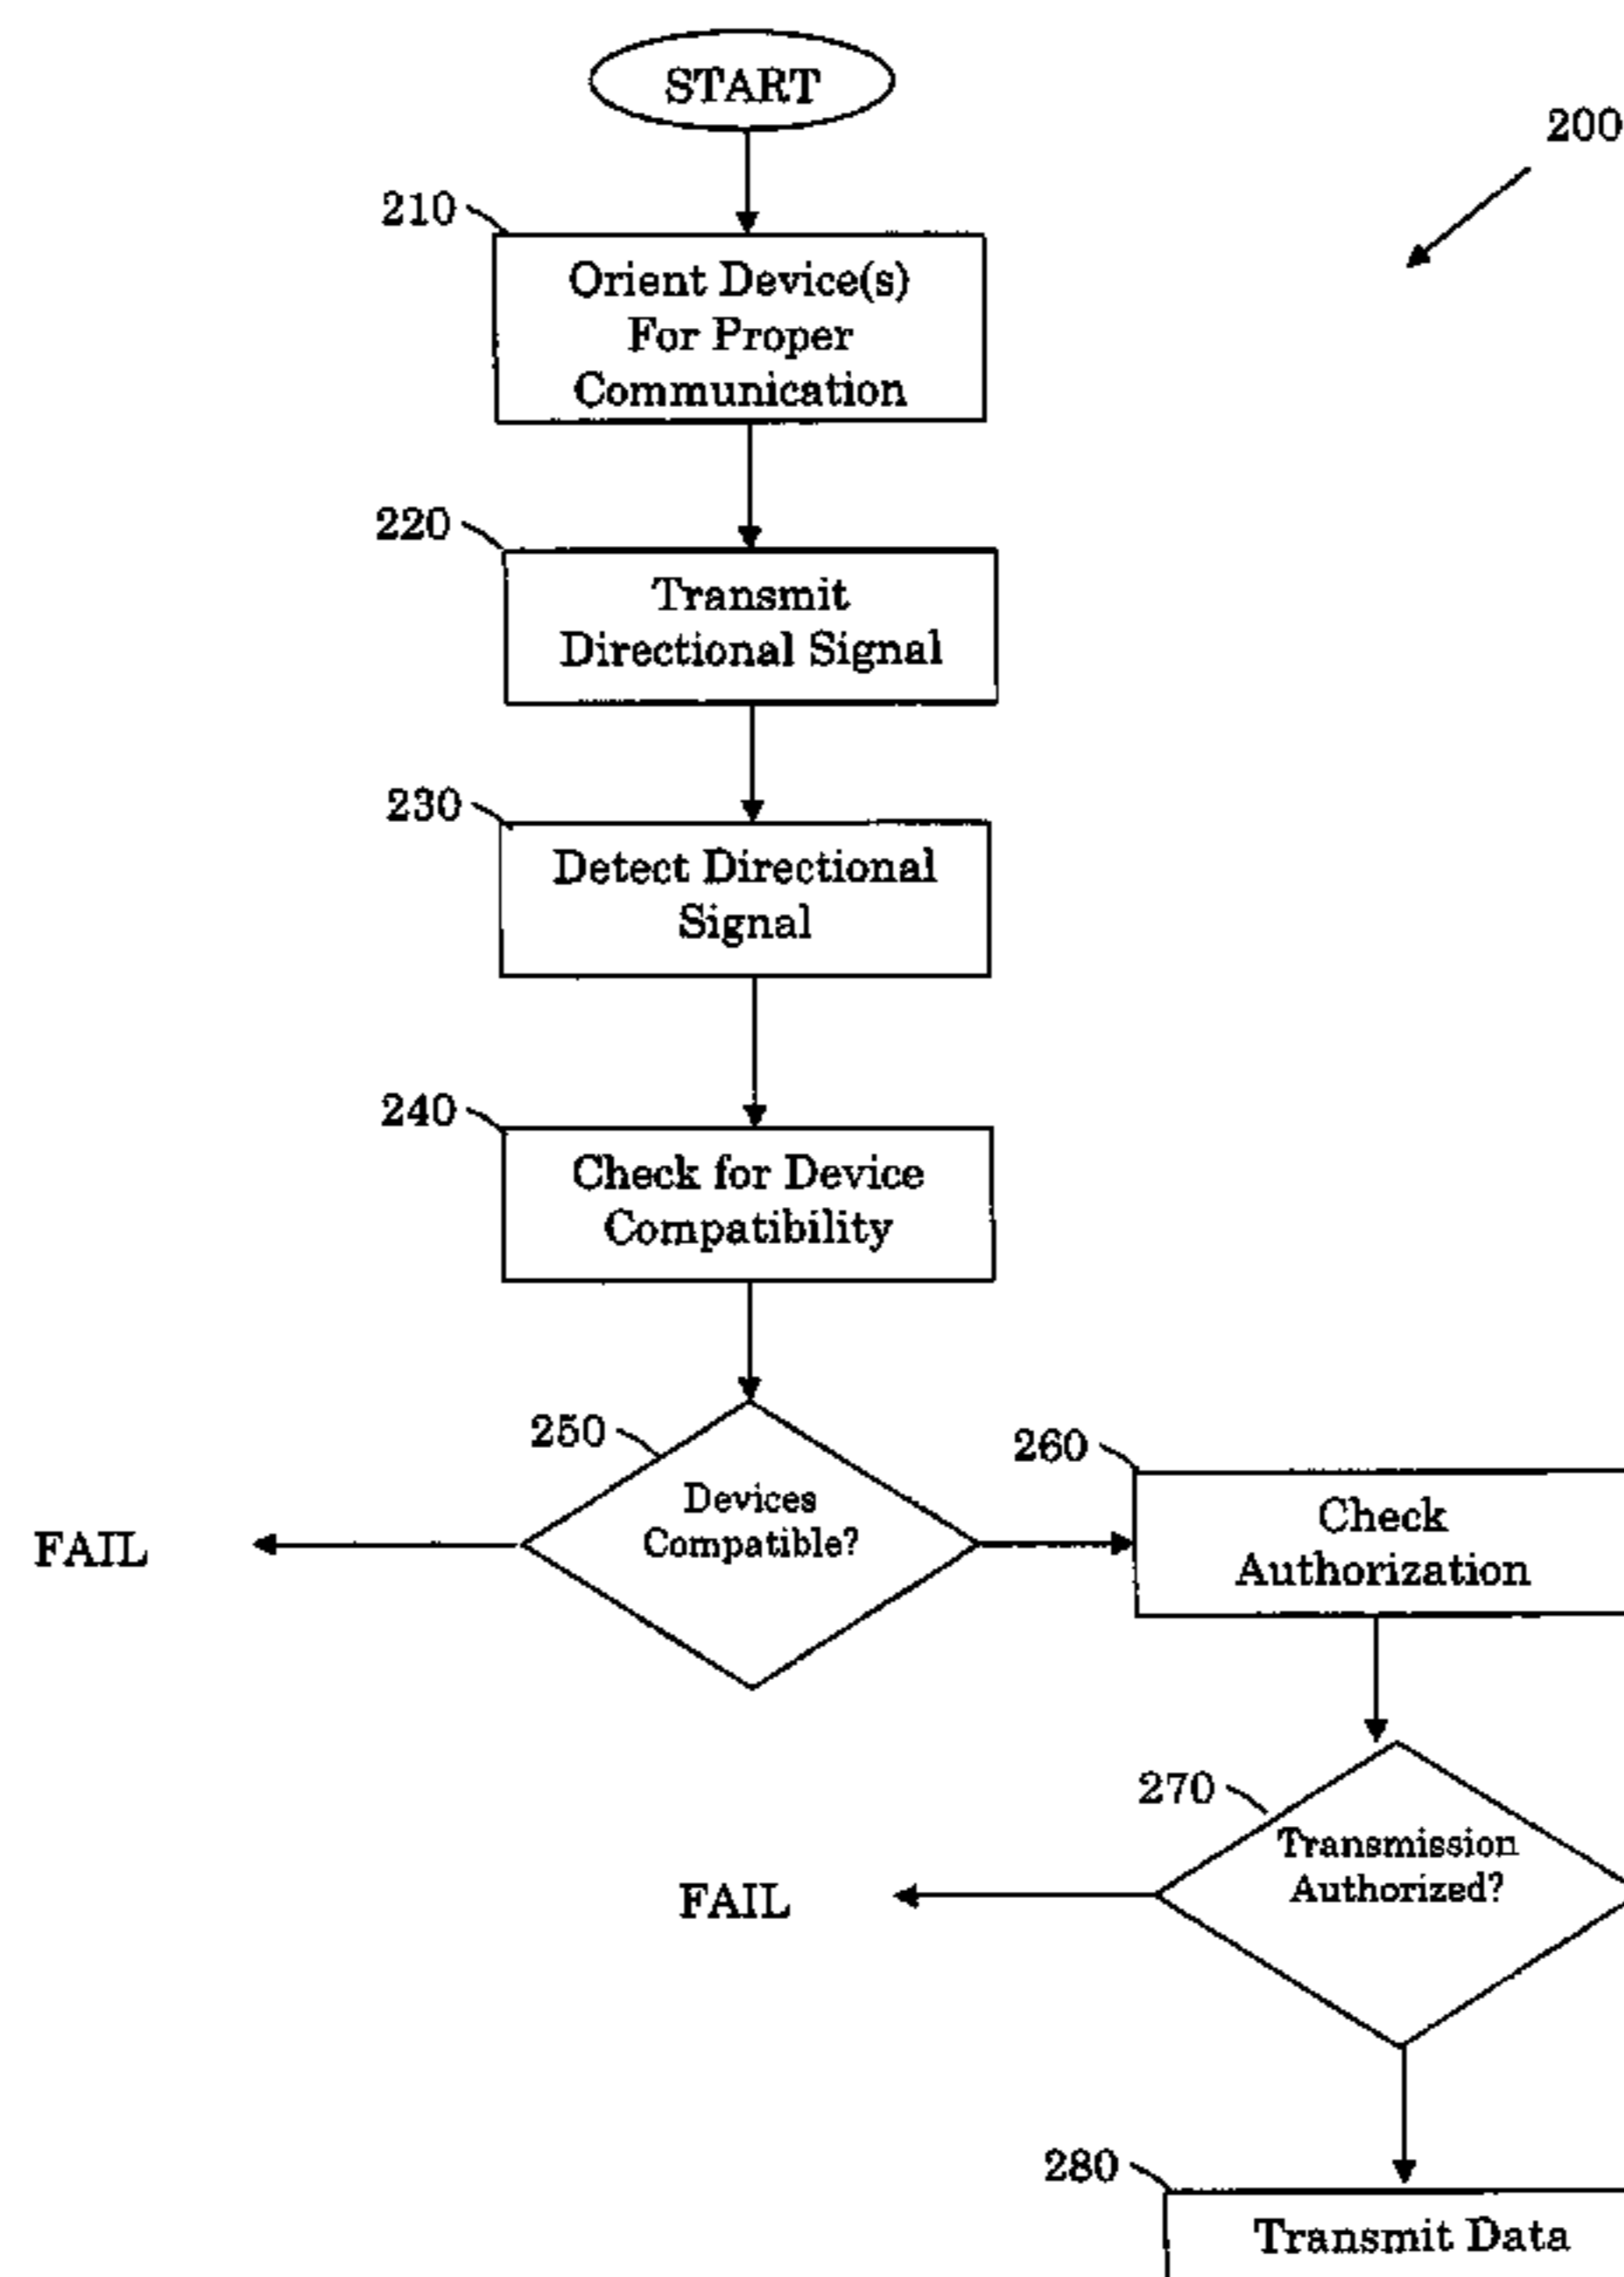 START
200
210
Orient Device(s)
For Proper
Communication
220
Transmit
Directional Signal
230
Detect Directional
Signal
240
Check for Device
Compatibility
250
Devices
Compatible?
FAIL
260
Check
Authorization
270
Transmission
Authorized?
FAIL
280
Transmit Data